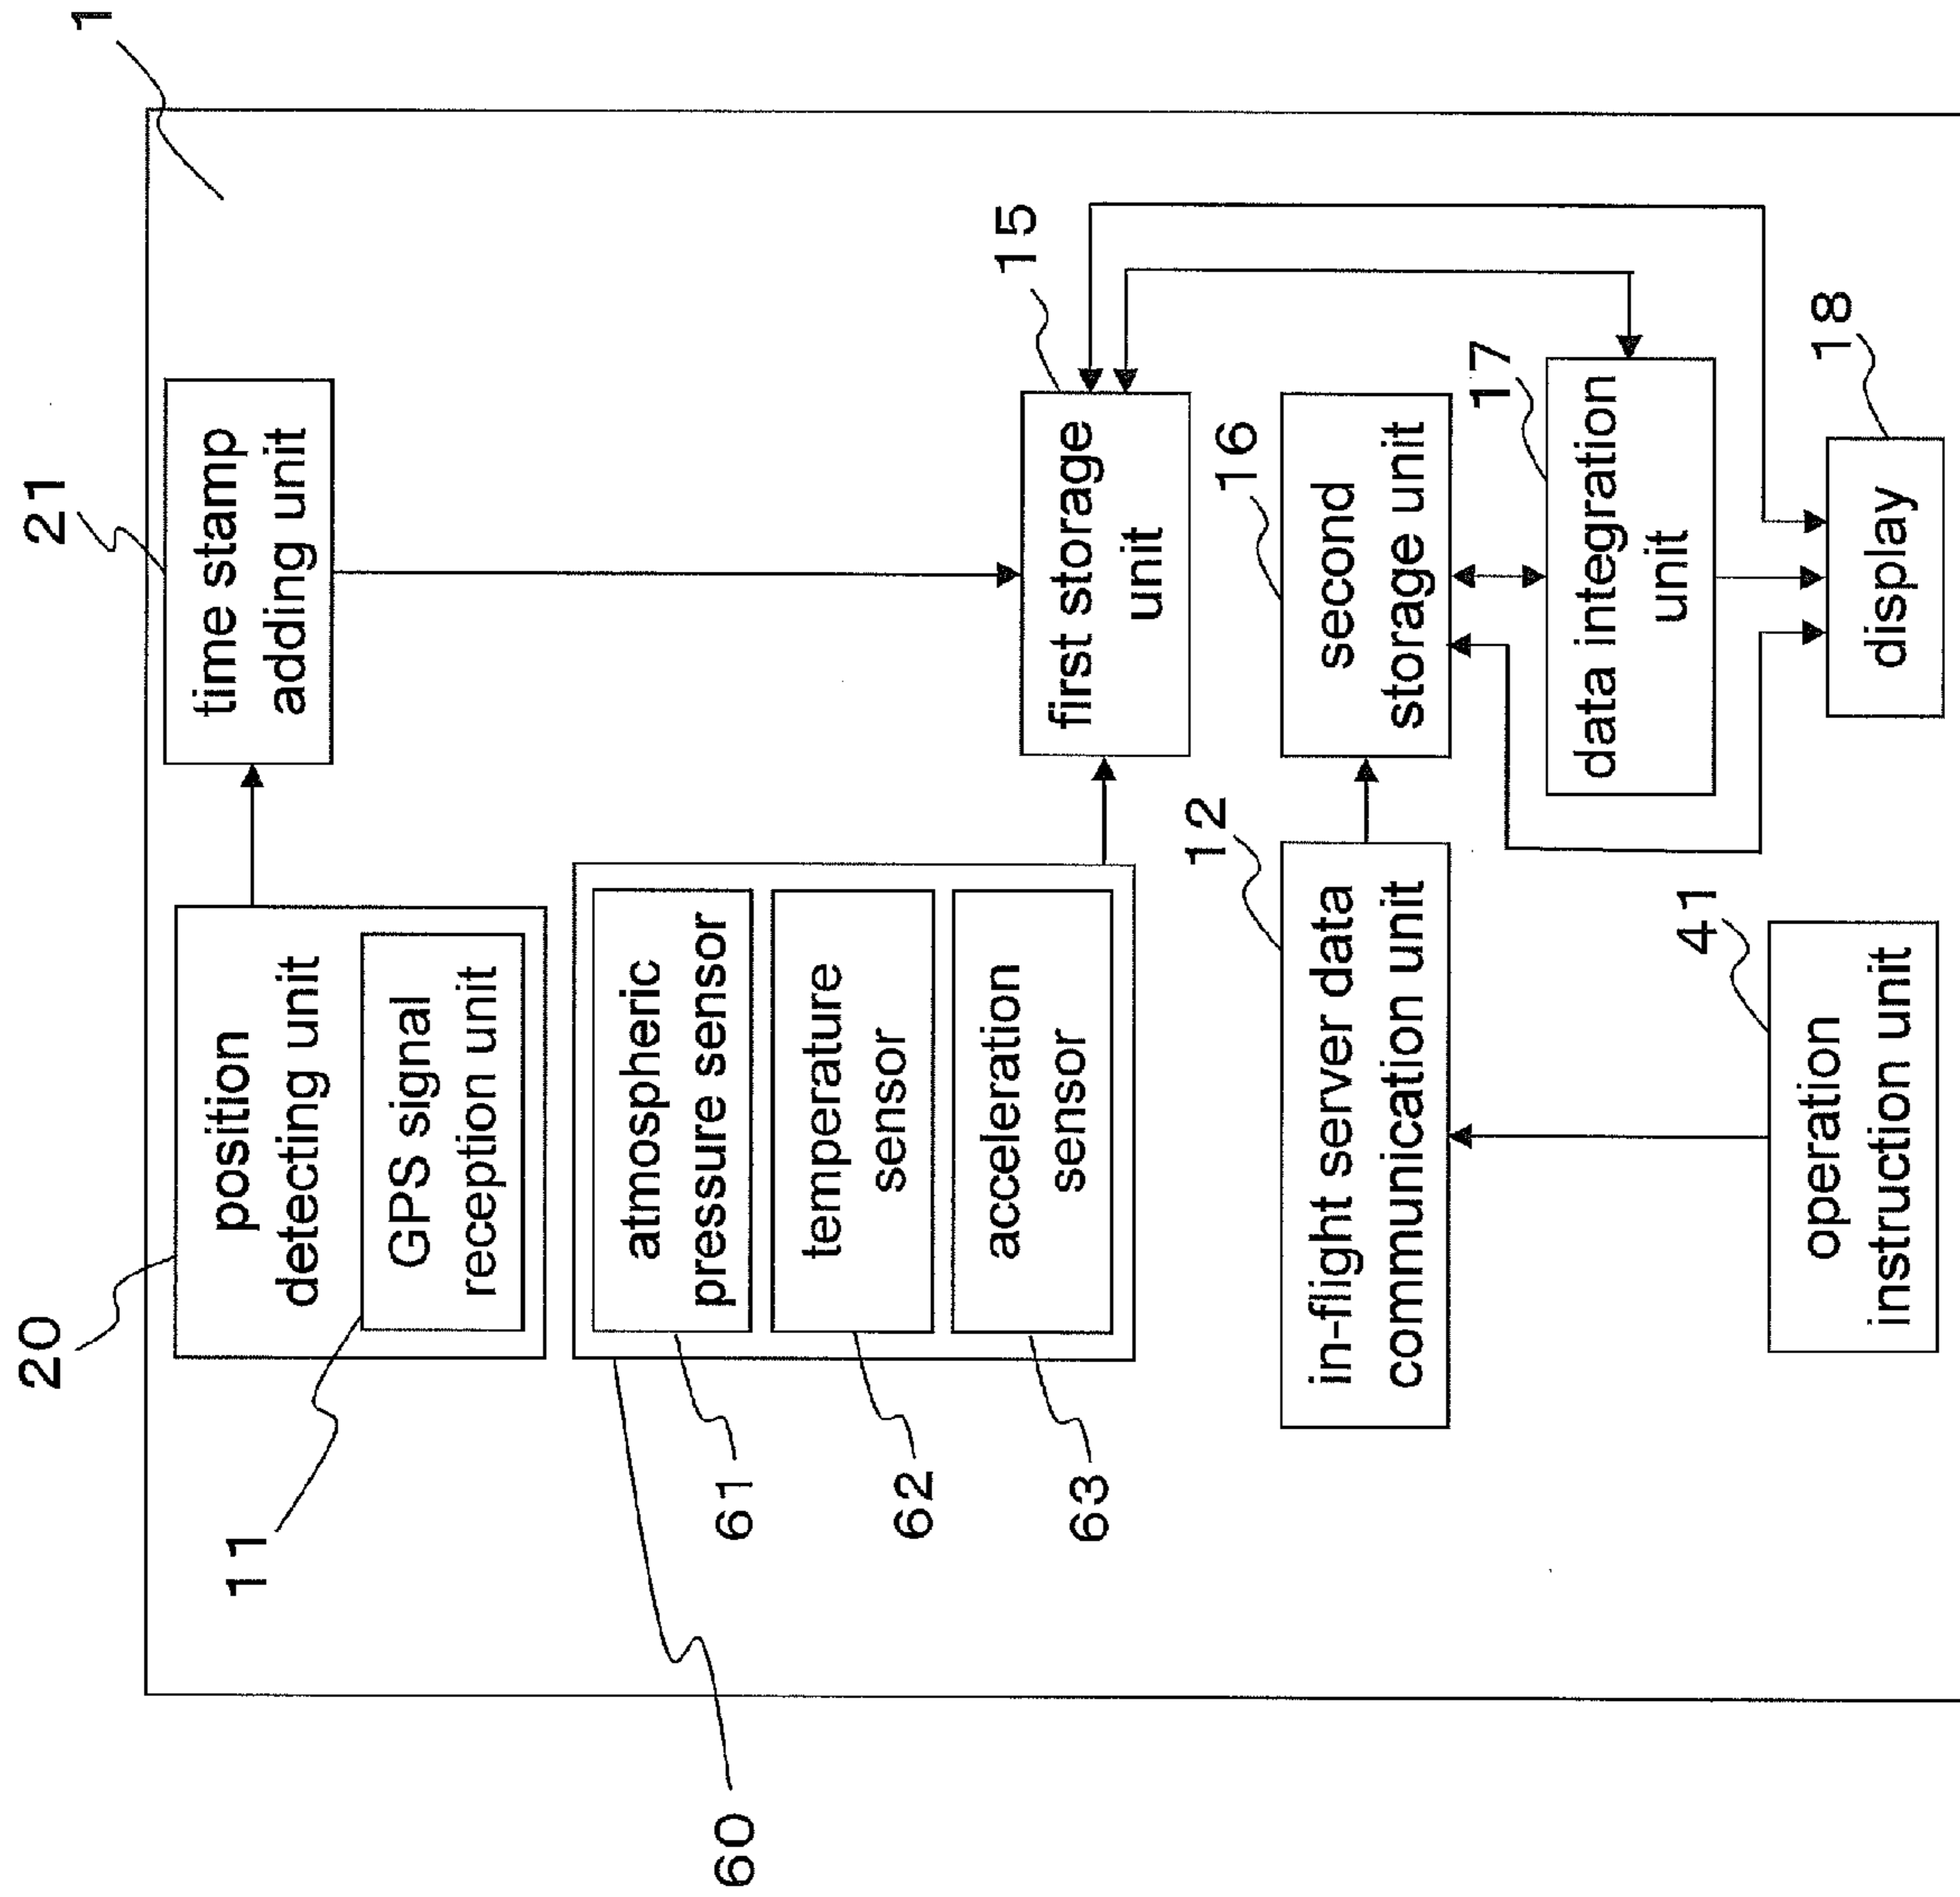 1
20
position
detecting unit
11
GPS signal
reception unit
21
time stamp
adding unit
60
61
atmospheric
pressure sensor
62
temperature
sensor
63
acceleration
sensor
15
first storage
unit
12
in-flight server data
communication unit
16
second
storage unit
17
data integration
unit
41
operation
instruction unit
18
display